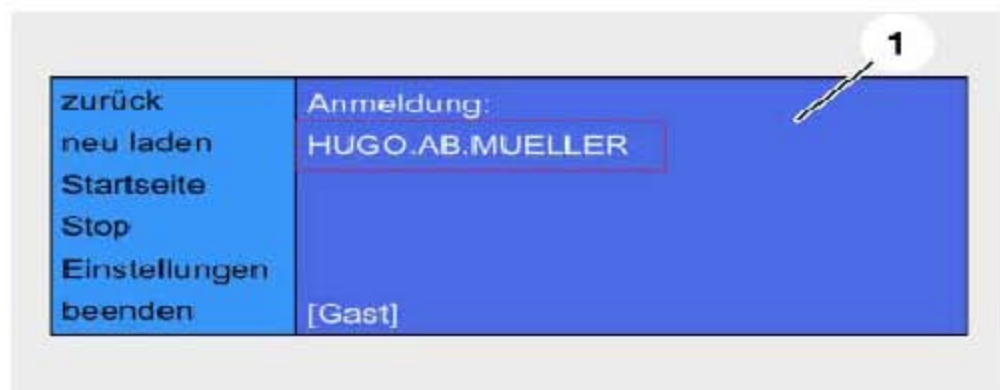 1
zurück
neu laden
Startseite
Stop
Einstellungen
beenden
Anmeldung:
HUGO.AB.MUELLER
[Gast]